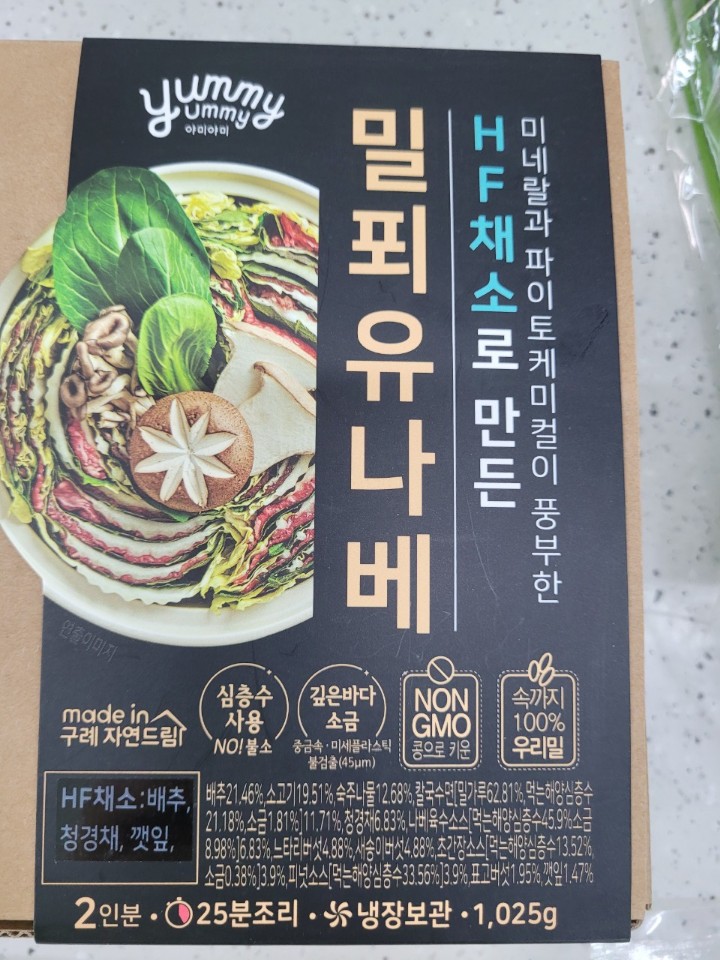 yummy
yummy
야미야미
밀푀유나베
HF채소로 만든
미네랄과 파이토케미컬이 풍부한
연출이미지
made in
구례 자연드림
심층수
사용
NO! 불소
깊은바다
소금
중금속·미세플라스틱
불검출(45μm)
NON
GMO
콩으로 키운
속까지
100%
우리밀
HF채소:배추,
청경채, 깻잎,
배추21.46%,소고기19.51%,숙주나물12.68%,칼국수면[밀가루62.81%,먹는해양심층수
21.18%,소금1.81%]11.71%,청경채6.83%,나베육수소스[먹는해양심층수45.9%소금
8.98%]6.83%,느타리버섯4.88%,새송이버섯4.88%,초간장소스[먹는해양심층수13.52%,
소금0.38%]3.9%,피넛소스[먹는해양심층수33.56%]3.9%,표고버섯1.95%,깻잎1.47%
2인분·25분조리·냉장보관·1,025g